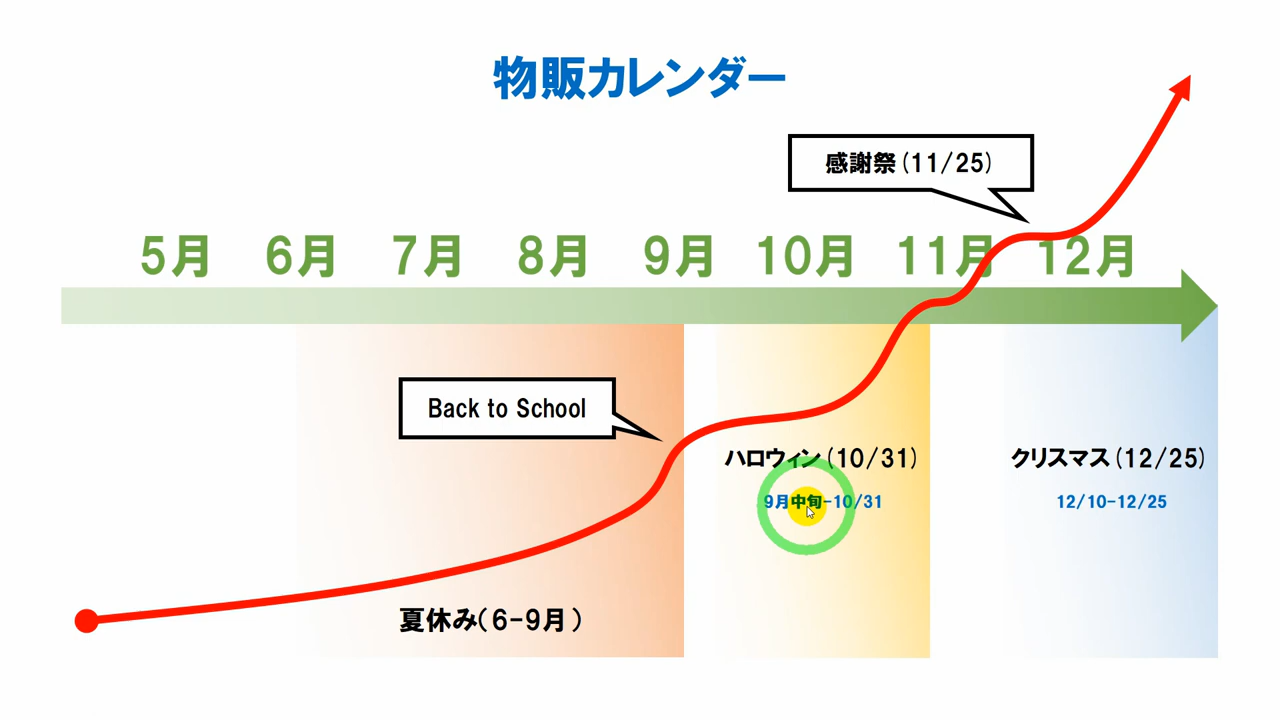 物販カレンダー
感謝祭(11/25)
5月 6月 7月 8月 9月 10月 11月 12月
Back to School
ハロウィン(10/31)
9月中旬-10/31
クリスマス(12/25)
12/10-12/25
夏休み(6-9月)